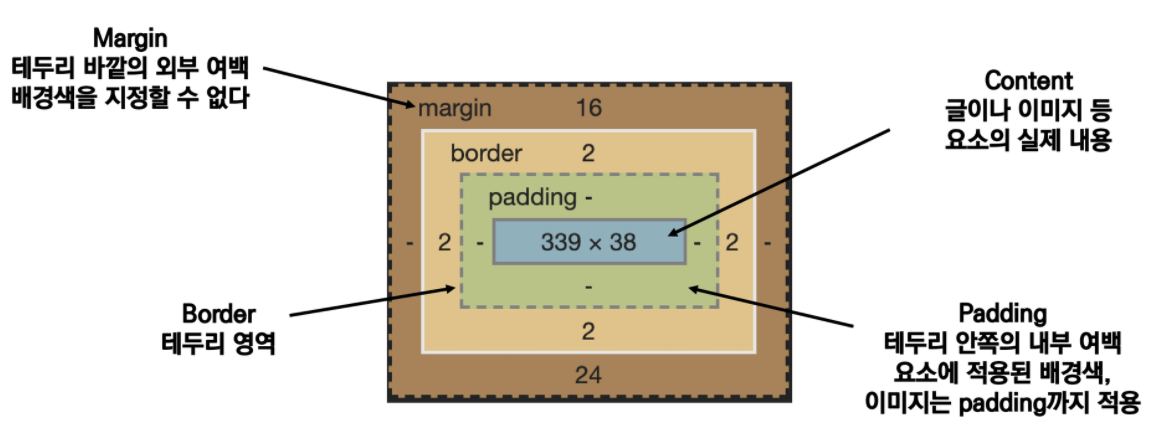 Margin
테두리 바깥의 외부 여백
배경색을 지정할 수 없다
Content
글이나 이미지 등
요소의 실제 내용
margin 16
border 2
padding -
- 2 - 339 × 38 - 2 -
-
2
24
Border
테두리 영역
Padding
테두리 안쪽의 내부 여백
요소에 적용된 배경색,
이미지는 padding까지 적용